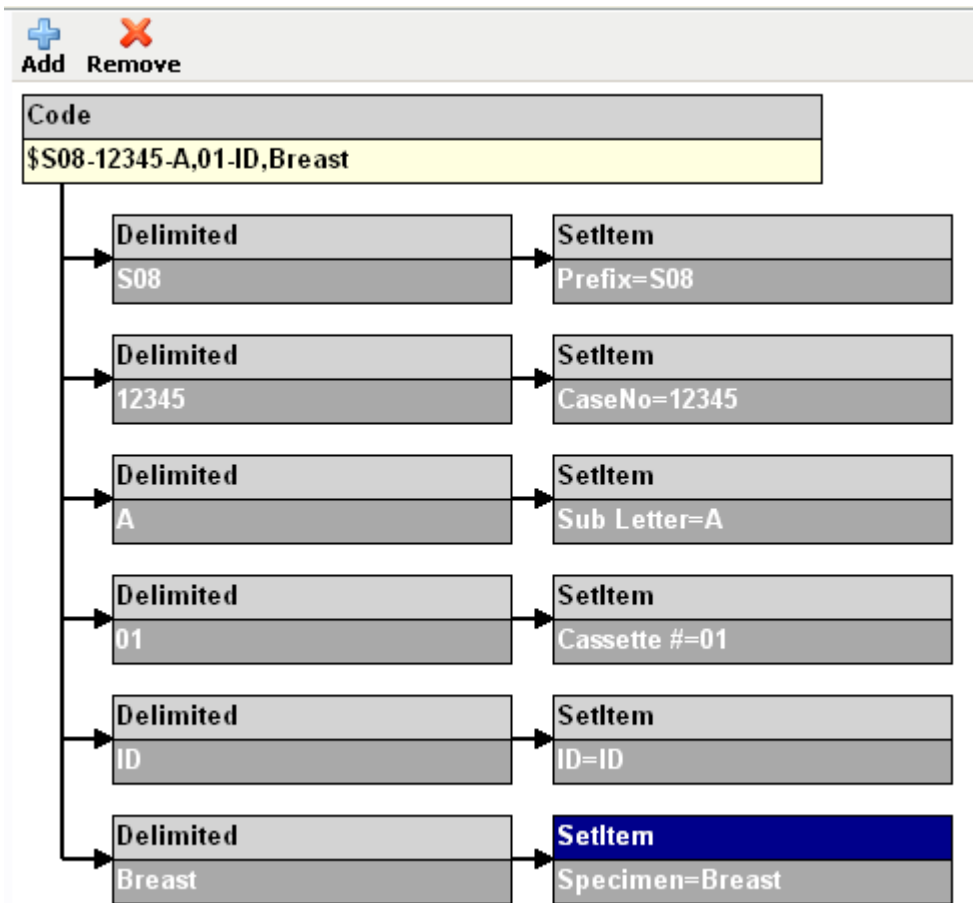 Add Remove
Code
$S08-12345-A,01-ID,Breast
Delimited SetItem
S08 Prefix=S08
Delimited SetItem
12345 CaseNo=12345
Delimited SetItem
A Sub Letter=A
Delimited SetItem
01 Cassette #=01
Delimited SetItem
ID ID=ID
Delimited SetItem
Breast Specimen=Breast